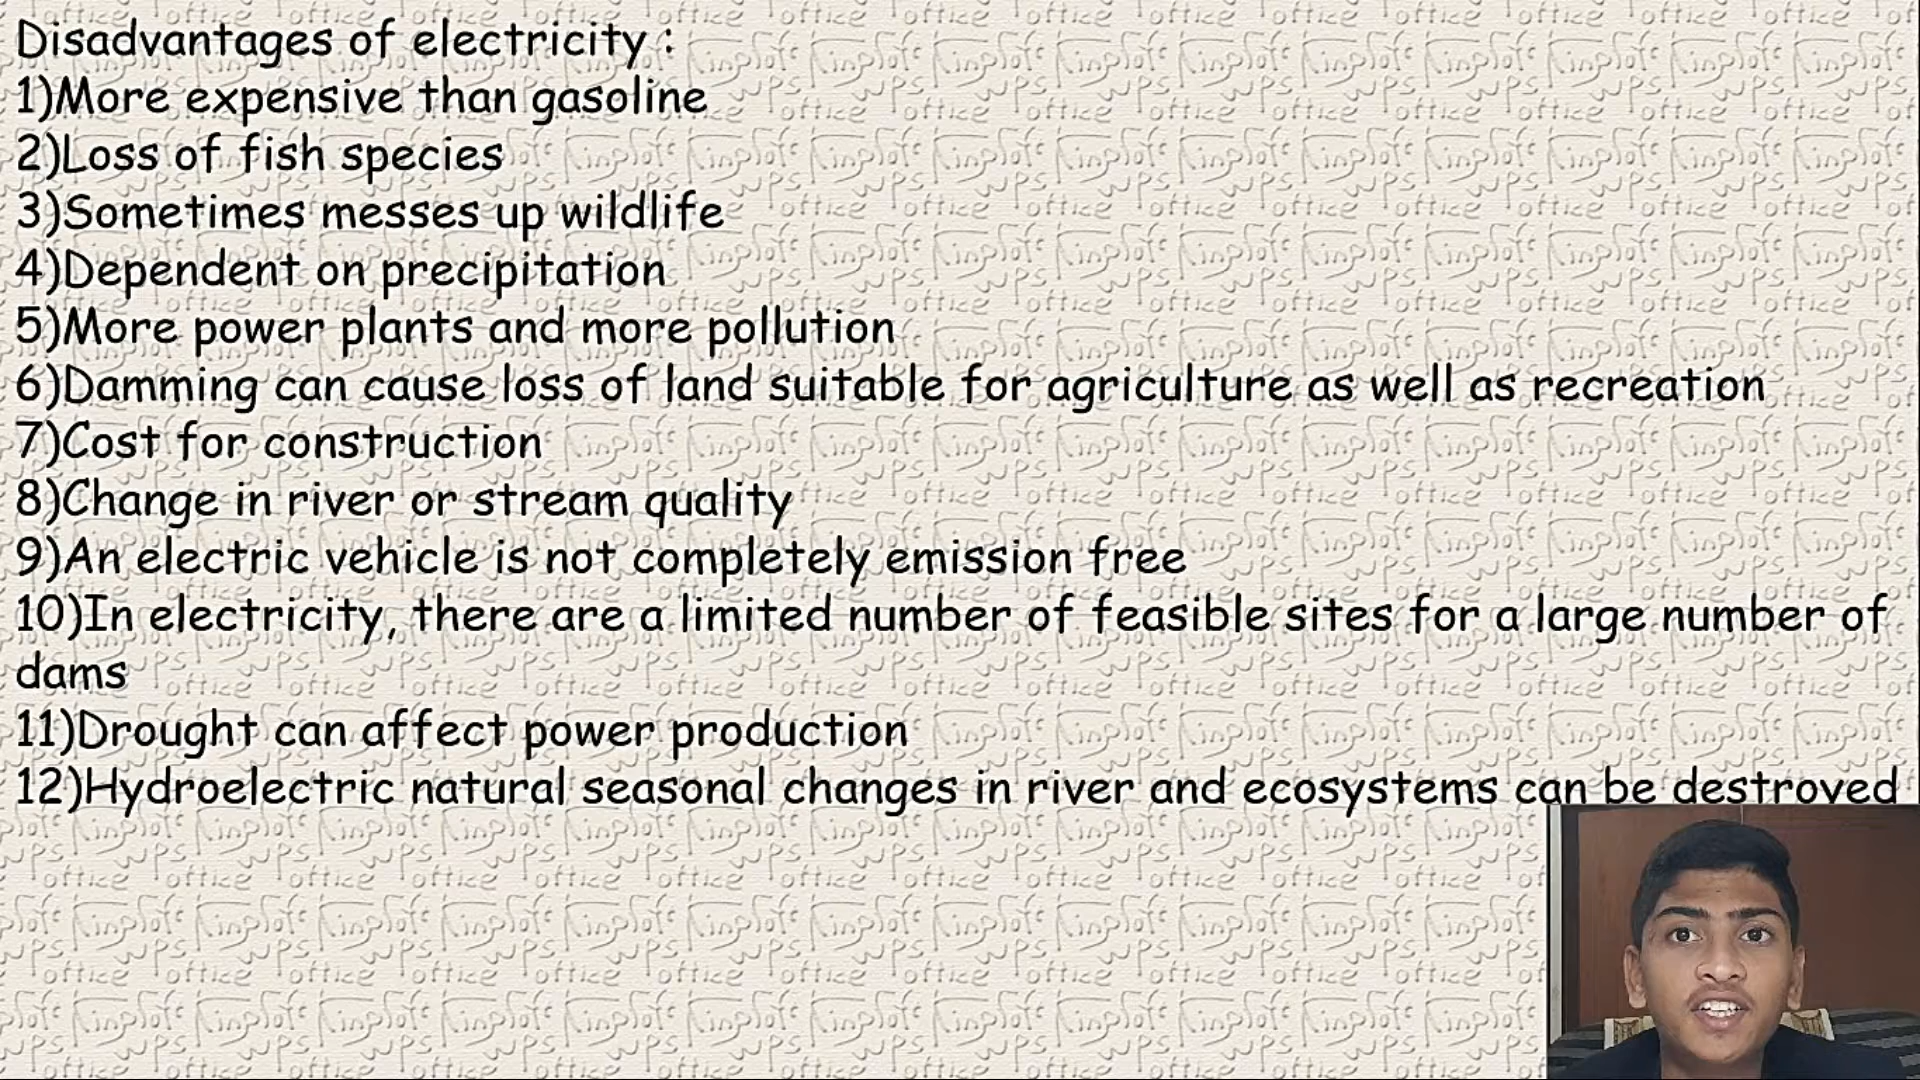 Disadvantages of electricity :
1)More expensive than gasoline
2)Loss of fish species
3)Sometimes messes up wildlife
4)Dependent on precipitation
5)More power plants and more pollution
6)Damming can cause loss of land suitable for agriculture as well as recreation
7)Cost for construction
8)Change in river or stream quality
9)An electric vehicle is not completely emission free
10)In electricity, there are a limited number of feasible sites for a large number of
dams
11)Drought can affect power production
12)Hydroelectric natural seasonal changes in river and ecosystems can be destroyed